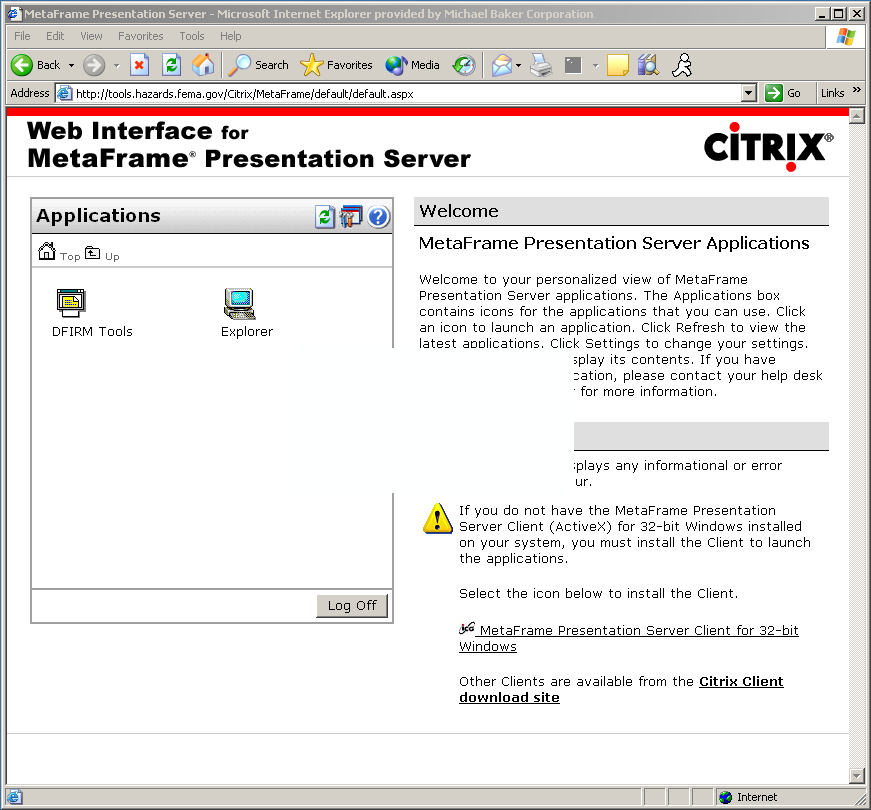 MetaFrame Presentation Server - Microsoft Internet Explorer provided by Michael Baker Corporation
File Edit View Favorites Tools Help
Back Search Favorites Media
Address http://tools.hazards.fema.gov/Citrix/MetaFrame/default/default.aspx Go Links »
Web Interface for
MetaFrame® Presentation Server
CITRIX®
Applications
Top Up
DFIRM Tools Explorer
Log Off
Welcome
MetaFrame Presentation Server Applications
Welcome to your personalized view of MetaFrame
Presentation Server applications. The Applications box
contains icons for the applications that you can use. Click
an icon to launch an application. Click Refresh to view the
latest applications. Click Settings to change your settings.
splay its contents. If you have
cation, please contact your help desk
for more information.
splays any informational or error
ur.
If you do not have the MetaFrame Presentation
Server Client (ActiveX) for 32-bit Windows installed
on your system, you must install the Client to launch
the applications.
Select the icon below to install the Client.
MetaFrame Presentation Server Client for 32-bit
Windows
Other Clients are available from the Citrix Client
download site
Internet